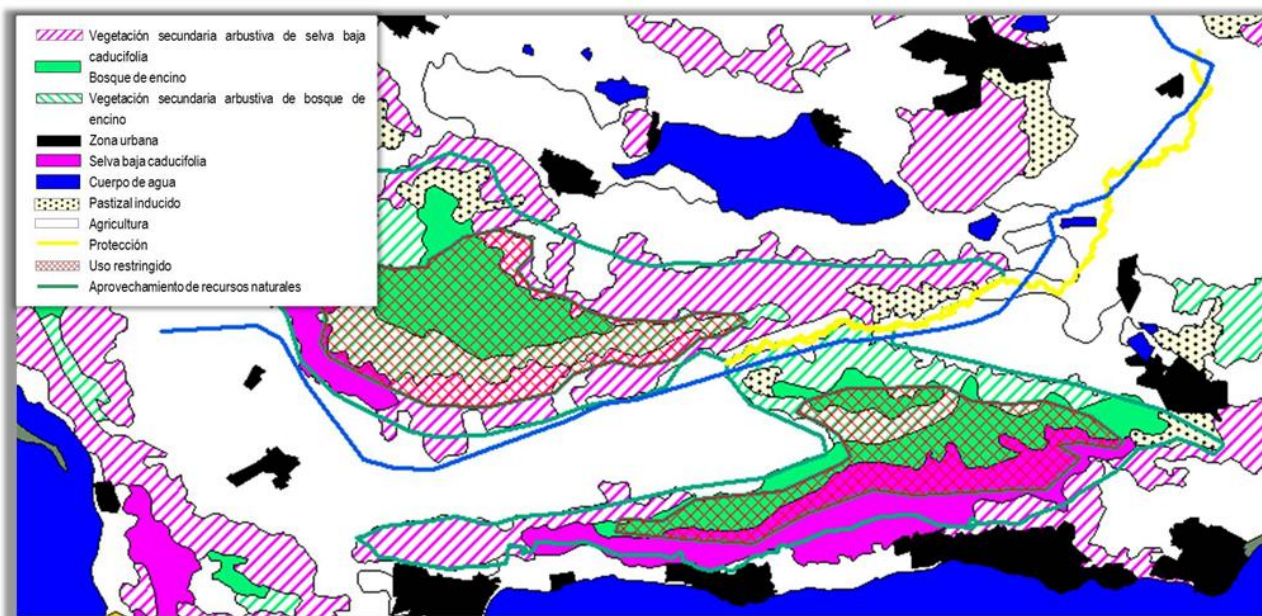 Vegetación secundaria arbustiva de selva baja
caducifolia
Bosque de encino
Vegetación secundaria arbustiva de bosque de
encino
Zona urbana
Selva baja caducifolia
Cuerpo de agua
Pastizal inducido
Agricultura
Protección
Uso restringido
Aprovechamiento de recursos naturales